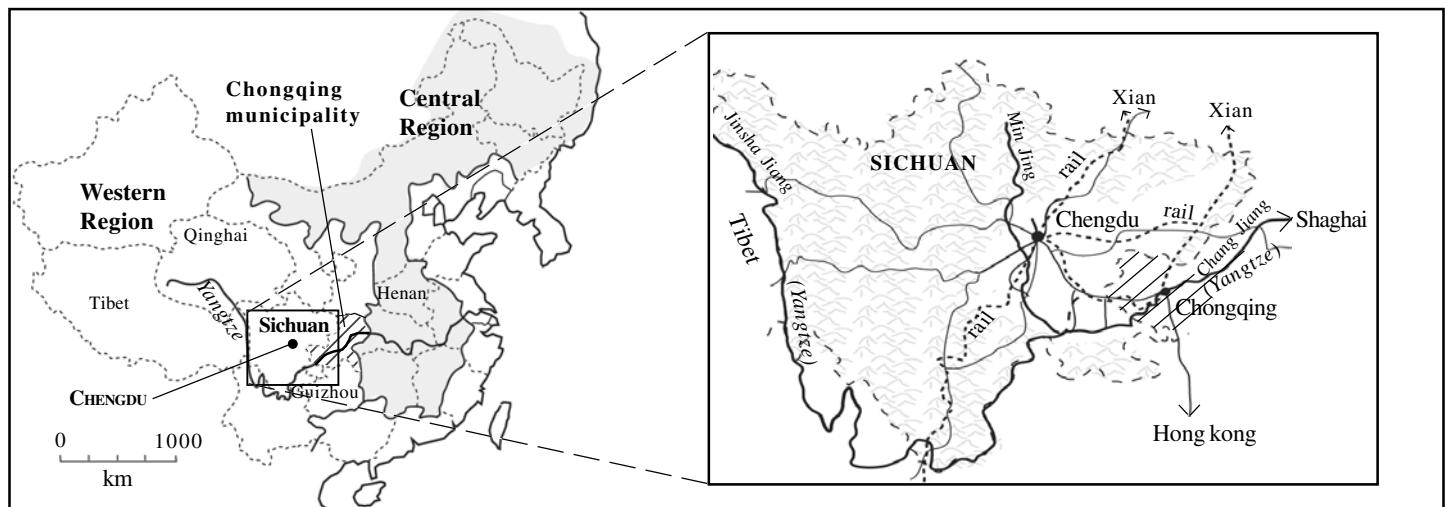 Chongqing
municipality
Central
Region
Western
Region
Qinghai
Tibet
Yangtze
Henan
Sichuan
CHENGDU
Guizhou
0 1000
km
Xian
Xian
Jinsha Jiang
Min Jing
SICHUAN
rail
Chengdu
rail
Chang Jiang
(Yangtze)
Shaghai
Tibet
(Yangtze)
rail
Chongqing
Hong kong